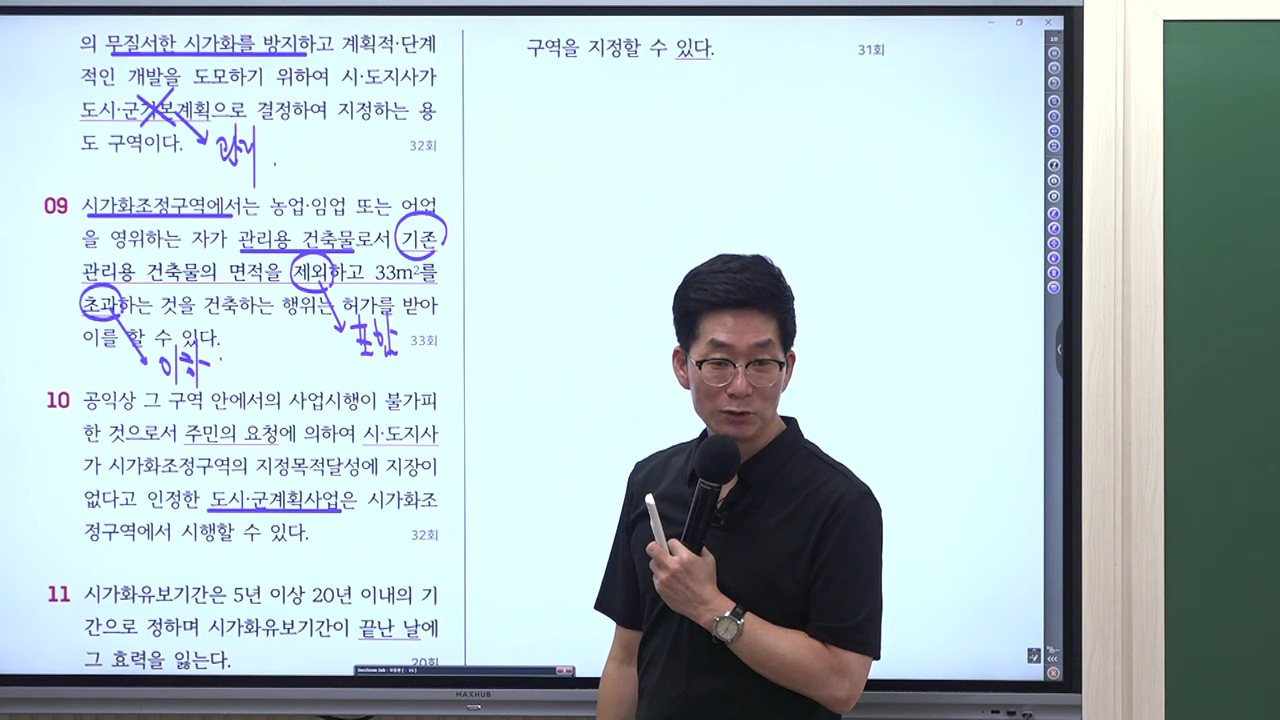 의 무질서한 시가화를 방지하고 계획적·단계
적인 개발을 도모하기 위하여 시·도지사가
도시·군기본계획으로 결정하여 지정하는 용
도 구역이다. 32회
관리
09 시가화조정구역에서는 농업·임업 또는 어업
을 영위하는 자가 관리용 건축물로서 기존
관리용 건축물의 면적을 제외하고 33m²를
초과하는 것을 건축하는 행위는 허가를 받아
이를 할 수 있다. 33회
포함
이하
10 공익상 그 구역 안에서의 사업시행이 불가피
한 것으로서 주민의 요청에 의하여 시·도지사
가 시가화조정구역의 지정목적달성에 지장이
없다고 인정한 도시·군계획사업은 시가화조
정구역에서 시행할 수 있다. 32회
11 시가화유보기간은 5년 이상 20년 이내의 기
간으로 정하며 시가화유보기간이 끝난 날에
그 효력을 잃는다. 20회
구역을 지정할 수 있다. 31회
MAXHUB